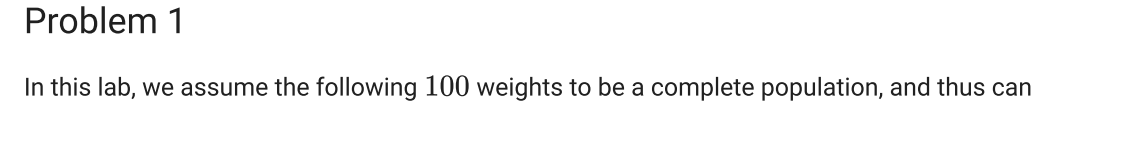 Problem 1
In this lab, we assume the following 100 weights to be a complete population, and thus can